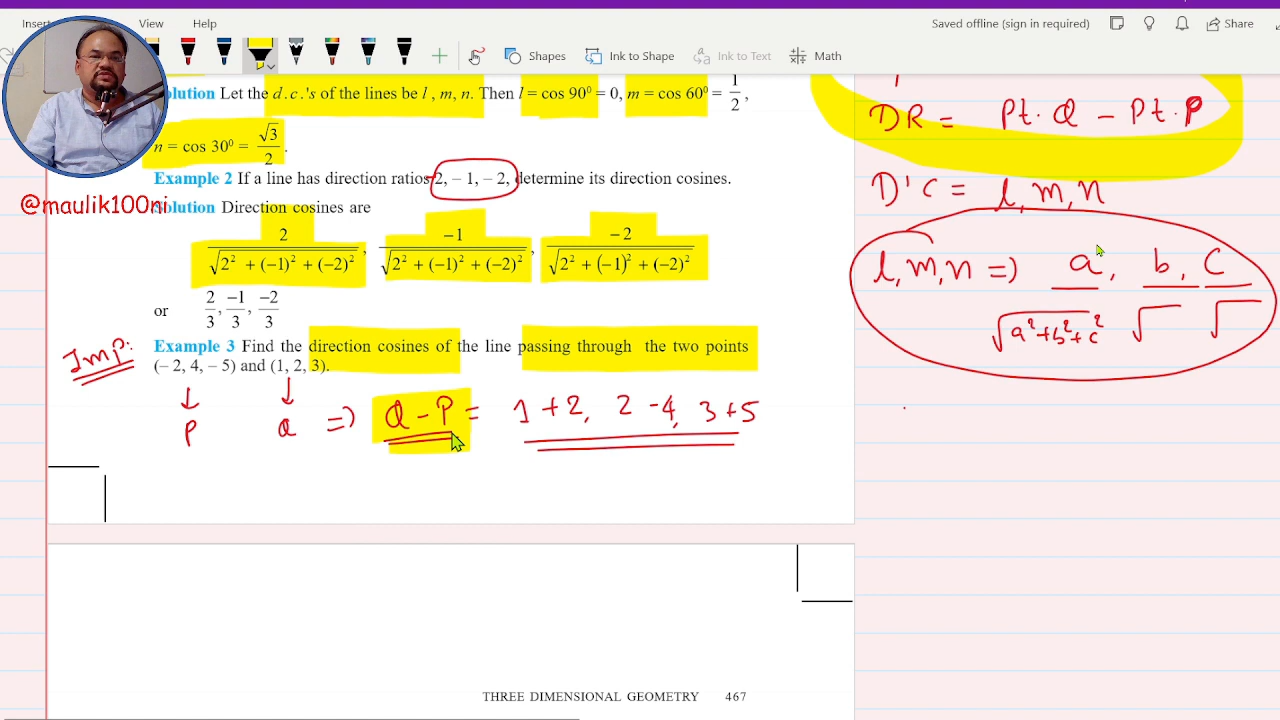 Insert View Help Saved offline (sign in required) Share
Shapes Ink to Shape Ink to Text Math
olution Let the d.c.'s of the lines be l , m, n. Then l = cos 90⁰ = 0, m = cos 60⁰ = 1/2 ,
n = cos 30⁰ = √3/2 .
Example 2 If a line has direction ratios 2, – 1, – 2, determine its direction cosines.
@maulik100ni
olution Direction cosines are
2/√(2² + (−1)² + (−2)²) , −1/√(2² + (−1)² + (−2)²) , −2/√(2² + (−1)² + (−2)²)
or 2/3 , −1/3 , −2/3
Imp:
Example 3 Find the direction cosines of the line passing through the two points
(– 2, 4, – 5) and (1, 2, 3).
↓ ↓
P Q => Q – P = 1 + 2, 2 - 4, 3 + 5
THREE DIMENSIONAL GEOMETRY 467
DR = Pt. Q – Pt. P
D'C = l, m, n
l, m, n => a/√(a²+b²+c²), b/√, c/√